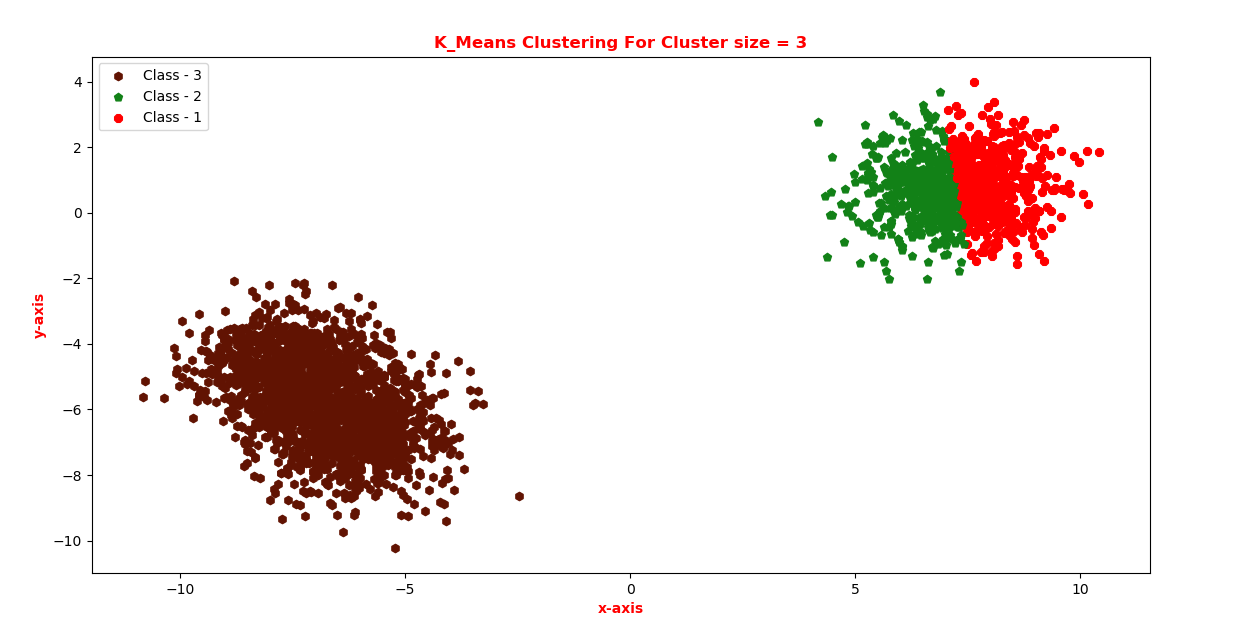 K_Means Clustering For Cluster size = 3
Class - 3
Class - 2
Class - 1
4
2
0
−2
−4
−6
−8
−10
y-axis
−10
−5
0
5
10
x-axis